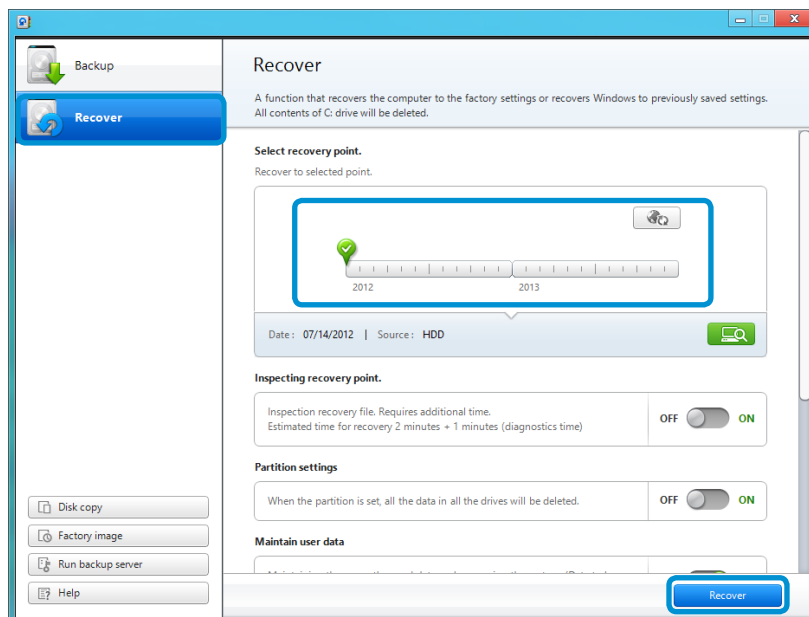 Backup
Recover
Recover
A function that recovers the computer to the factory settings or recovers Windows to previously saved settings.
All contents of C: drive will be deleted.
Select recovery point.
Recover to selected point.
2012
2013
Date : 07/14/2012 | Source : HDD
Inspecting recovery point.
Inspection recovery file. Requires additional time.
Estimated time for recovery 2 minutes + 1 minutes (diagnostics time)
OFF ON
Partition settings
When the partition is set, all the data in all the drives will be deleted.
OFF ON
Maintain user data
Disk copy
Factory image
Run backup server
Help
Recover